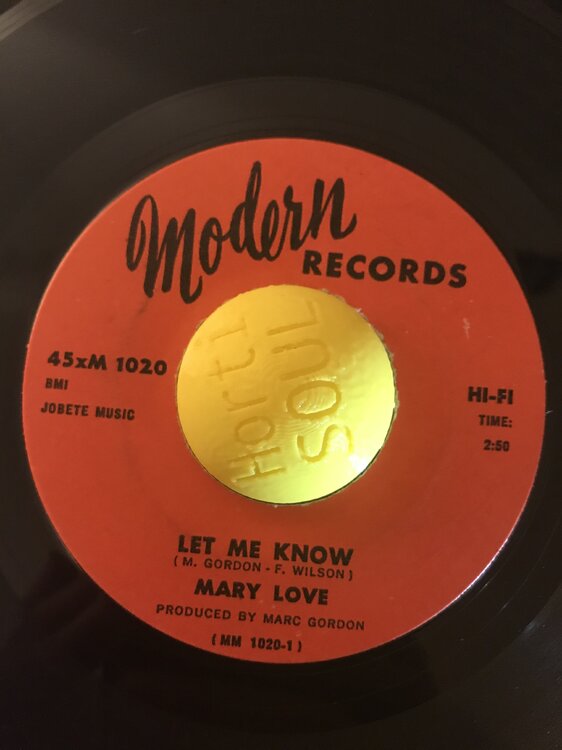 Modern
RECORDS
45xM 1020
BMI
JOBETE MUSIC
HI-FI
TIME:
2:50
Horti
SOUL
LET ME KNOW
( M. GORDON - F. WILSON )
MARY LOVE
PRODUCED BY MARC GORDON
( MM 1020-1 )